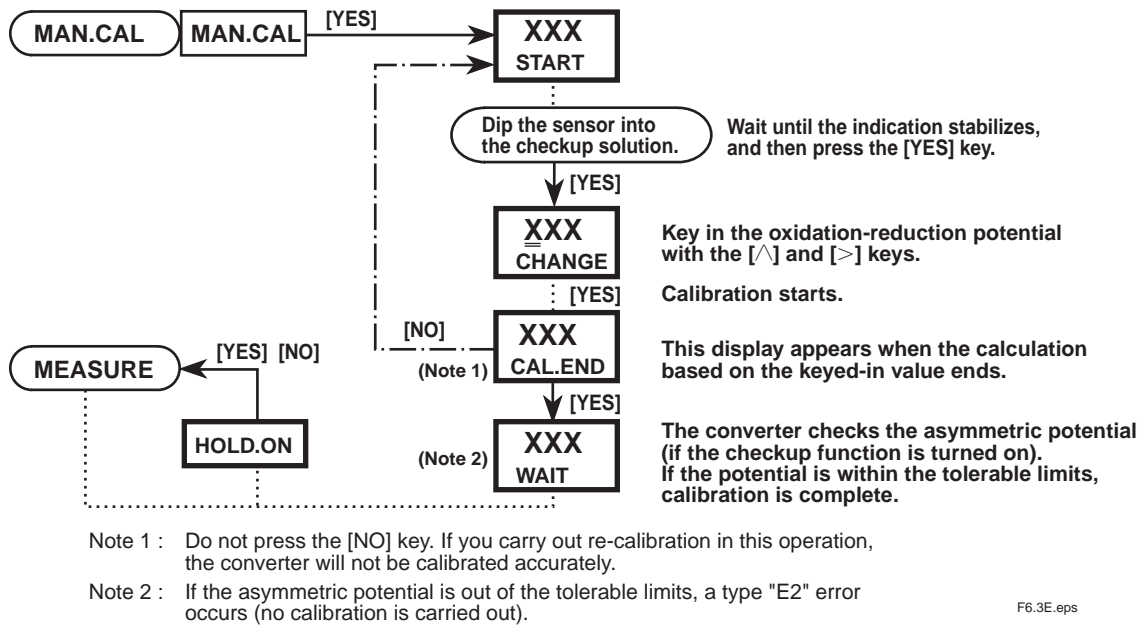 MAN.CAL
MAN.CAL
[YES]
XXX
START
Dip the sensor into
the checkup solution.
Wait until the indication stabilizes,
and then press the [YES] key.
[YES]
XXX
CHANGE
Key in the oxidation-reduction potential
with the [∧] and [>] keys.
[YES]
Calibration starts.
[NO]
XXX
CAL.END
(Note 1)
This display appears when the calculation
based on the keyed-in value ends.
MEASURE
[YES] [NO]
[YES]
HOLD.ON
(Note 2)
XXX
WAIT
The converter checks the asymmetric potential
(if the checkup function is turned on).
If the potential is within the tolerable limits,
calibration is complete.
Note 1 : Do not press the [NO] key. If you carry out re-calibration in this operation,
the converter will not be calibrated accurately.
Note 2 : If the asymmetric potential is out of the tolerable limits, a type "E2" error
occurs (no calibration is carried out).
F6.3E.eps